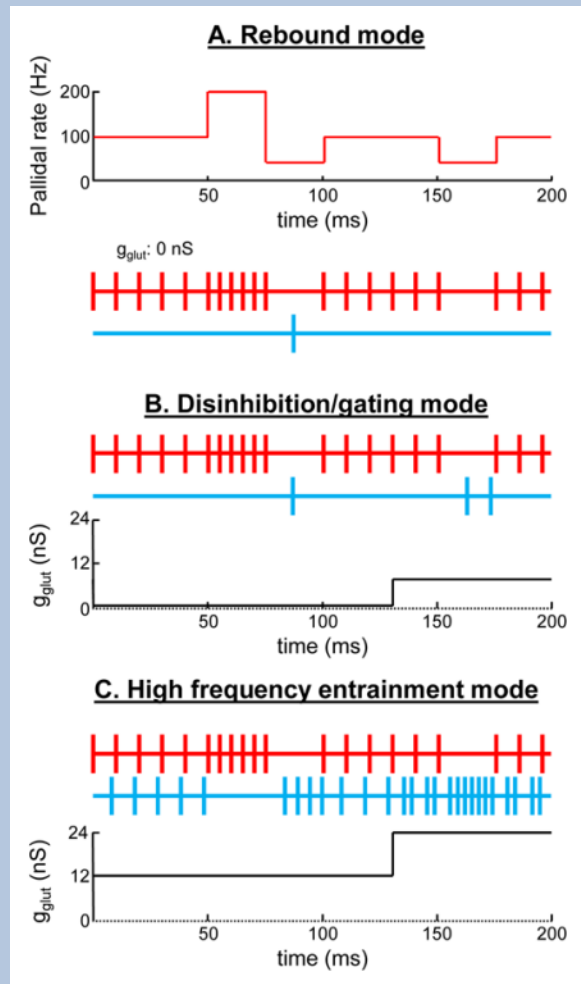 A. Rebound mode
Pallidal rate (Hz)
200
100
0
50 100 150 200
time (ms)
gglut: 0 nS
B. Disinhibition/gating mode
gglut (nS)
24
12
0
50 100 150 200
time (ms)
C. High frequency entrainment mode
gglut (nS)
24
12
0
50 100 150 200
time (ms)